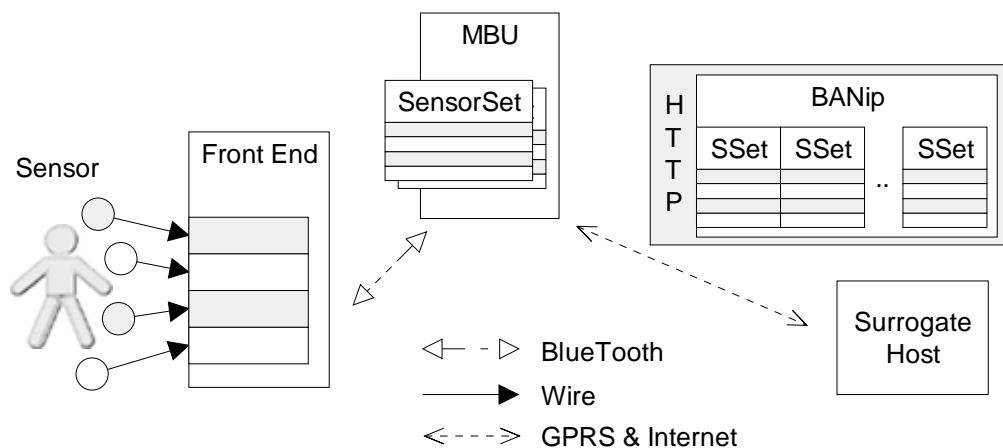 MBU
SensorSet
H
T
T
P
BANip
SSet SSet .. SSet
Front End
Sensor
Surrogate
Host
BlueTooth
Wire
GPRS & Internet